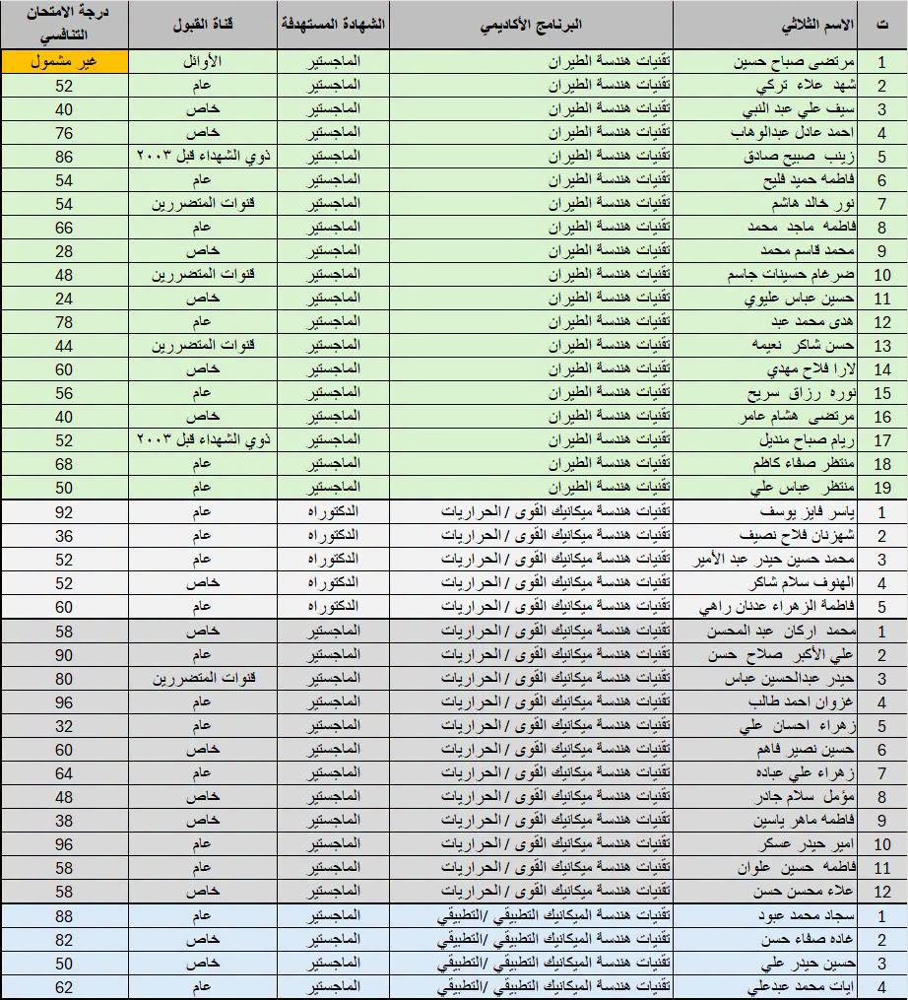 ت الاسم الثلاثي البرنامج الأكاديمي الشهادة المستهدفة قناة القبول درجة الامتحان التنافسي
1 مرتضى صباح حسين تقنيات هندسة الطيران الماجستير الأوائل غير مشمول
2 شهد علاء تركي تقنيات هندسة الطيران الماجستير عام 52
3 سيف علي عبد النبي تقنيات هندسة الطيران الماجستير خاص 40
4 احمد عادل عبدالوهاب تقنيات هندسة الطيران الماجستير خاص 76
5 زينب صبيح صادق تقنيات هندسة الطيران الماجستير ذوي الشهداء قبل ٢٠٠٣ 86
6 فاطمه حميد فليح تقنيات هندسة الطيران الماجستير عام 54
7 نور خالد هاشم تقنيات هندسة الطيران الماجستير قنوات المتضررين 54
8 فاطمه ماجد محمد تقنيات هندسة الطيران الماجستير عام 66
9 محمد قاسم محمد تقنيات هندسة الطيران الماجستير خاص 28
10 ضرغام حسينات جاسم تقنيات هندسة الطيران الماجستير قنوات المتضررين 48
11 حسين عباس عليوي تقنيات هندسة الطيران الماجستير خاص 24
12 هدى محمد عبد تقنيات هندسة الطيران الماجستير عام 78
13 حسن شاكر نعيمه تقنيات هندسة الطيران الماجستير قنوات المتضررين 44
14 لارا فلاح مهدي تقنيات هندسة الطيران الماجستير خاص 60
15 نوره رزاق سريح تقنيات هندسة الطيران الماجستير عام 56
16 مرتضى هشام عامر تقنيات هندسة الطيران الماجستير خاص 40
17 ريام صباح منديل تقنيات هندسة الطيران الماجستير ذوي الشهداء قبل ٢٠٠٣ 52
18 منتظر صفاء كاظم تقنيات هندسة الطيران الماجستير عام 68
19 منتظر عباس علي تقنيات هندسة الطيران الماجستير عام 50
1 ياسر فايز يوسف تقنيات هندسة ميكانيك القوى / الحراريات الدكتوراه عام 92
2 شهزنان فلاح نصيف تقنيات هندسة ميكانيك القوى / الحراريات الدكتوراه عام 36
3 محمد حسين حيدر عبد الأمير تقنيات هندسة ميكانيك القوى / الحراريات الدكتوراه عام 52
4 الهنوف سلام شاكر تقنيات هندسة ميكانيك القوى / الحراريات الدكتوراه خاص 52
5 فاطمة الزهراء عدنان راهي تقنيات هندسة ميكانيك القوى / الحراريات الدكتوراه عام 60
1 محمد اركان عبد المحسن تقنيات هندسة ميكانيك القوى / الحراريات الماجستير خاص 58
2 علي الأكبر صلاح حسن تقنيات هندسة ميكانيك القوى / الحراريات الماجستير عام 90
3 حيدر عبدالحسين عباس تقنيات هندسة ميكانيك القوى / الحراريات الماجستير قنوات المتضررين 80
4 غزوان احمد طالب تقنيات هندسة ميكانيك القوى / الحراريات الماجستير عام 96
5 زهراء احسان علي تقنيات هندسة ميكانيك القوى / الحراريات الماجستير عام 32
6 حسين نصير فاهم تقنيات هندسة ميكانيك القوى / الحراريات الماجستير خاص 60
7 زهراء علي عباده تقنيات هندسة ميكانيك القوى / الحراريات الماجستير عام 64
8 مؤمل سلام جادر تقنيات هندسة ميكانيك القوى / الحراريات الماجستير خاص 48
9 فاطمه ماهر ياسين تقنيات هندسة ميكانيك القوى / الحراريات الماجستير خاص 38
10 امير حيدر عسكر تقنيات هندسة ميكانيك القوى / الحراريات الماجستير عام 96
11 فاطمه حسين علوان تقنيات هندسة ميكانيك القوى / الحراريات الماجستير عام 58
12 علاء محسن حسن تقنيات هندسة ميكانيك القوى / الحراريات الماجستير خاص 58
1 سجاد محمد عبود تقنيات هندسة الميكانيك التطبيقي /التطبيقي الماجستير عام 88
2 غاده صفاء حسن تقنيات هندسة الميكانيك التطبيقي /التطبيقي الماجستير خاص 82
3 حسين حيدر علي تقنيات هندسة الميكانيك التطبيقي /التطبيقي الماجستير خاص 50
4 ايات محمد عبدعلي تقنيات هندسة الميكانيك التطبيقي /التطبيقي الماجستير عام 62